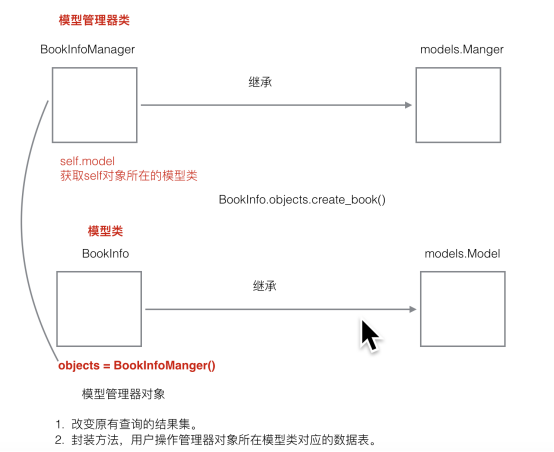 模型管理器类
BookInfoManager
models.Manger
继承
self.model
获取self对象所在的模型类
BookInfo.objects.create_book()
模型类
BookInfo
models.Model
继承
objects = BookInfoManger()
模型管理器对象
1. 改变原有查询的结果集。
2. 封装方法，用户操作管理器对象所在模型类对应的数据表。